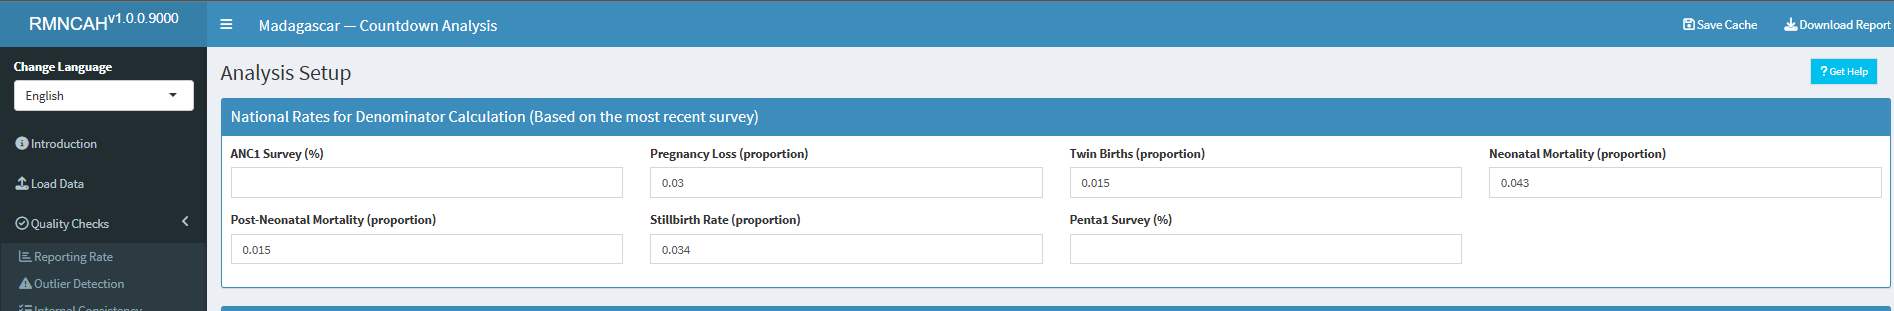 RMNCAHv1.0.0.9000
Madagascar — Countdown Analysis
Save Cache
Download Report
Change Language
English
Introduction
Load Data
Quality Checks
Reporting Rate
Outlier Detection
Internal Consistency
Analysis Setup
? Get Help
National Rates for Denominator Calculation (Based on the most recent survey)
ANC1 Survey (%)
Pregnancy Loss (proportion)
0.03
Twin Births (proportion)
0.015
Neonatal Mortality (proportion)
0.043
Post-Neonatal Mortality (proportion)
0.015
Stillbirth Rate (proportion)
0.034
Penta1 Survey (%)